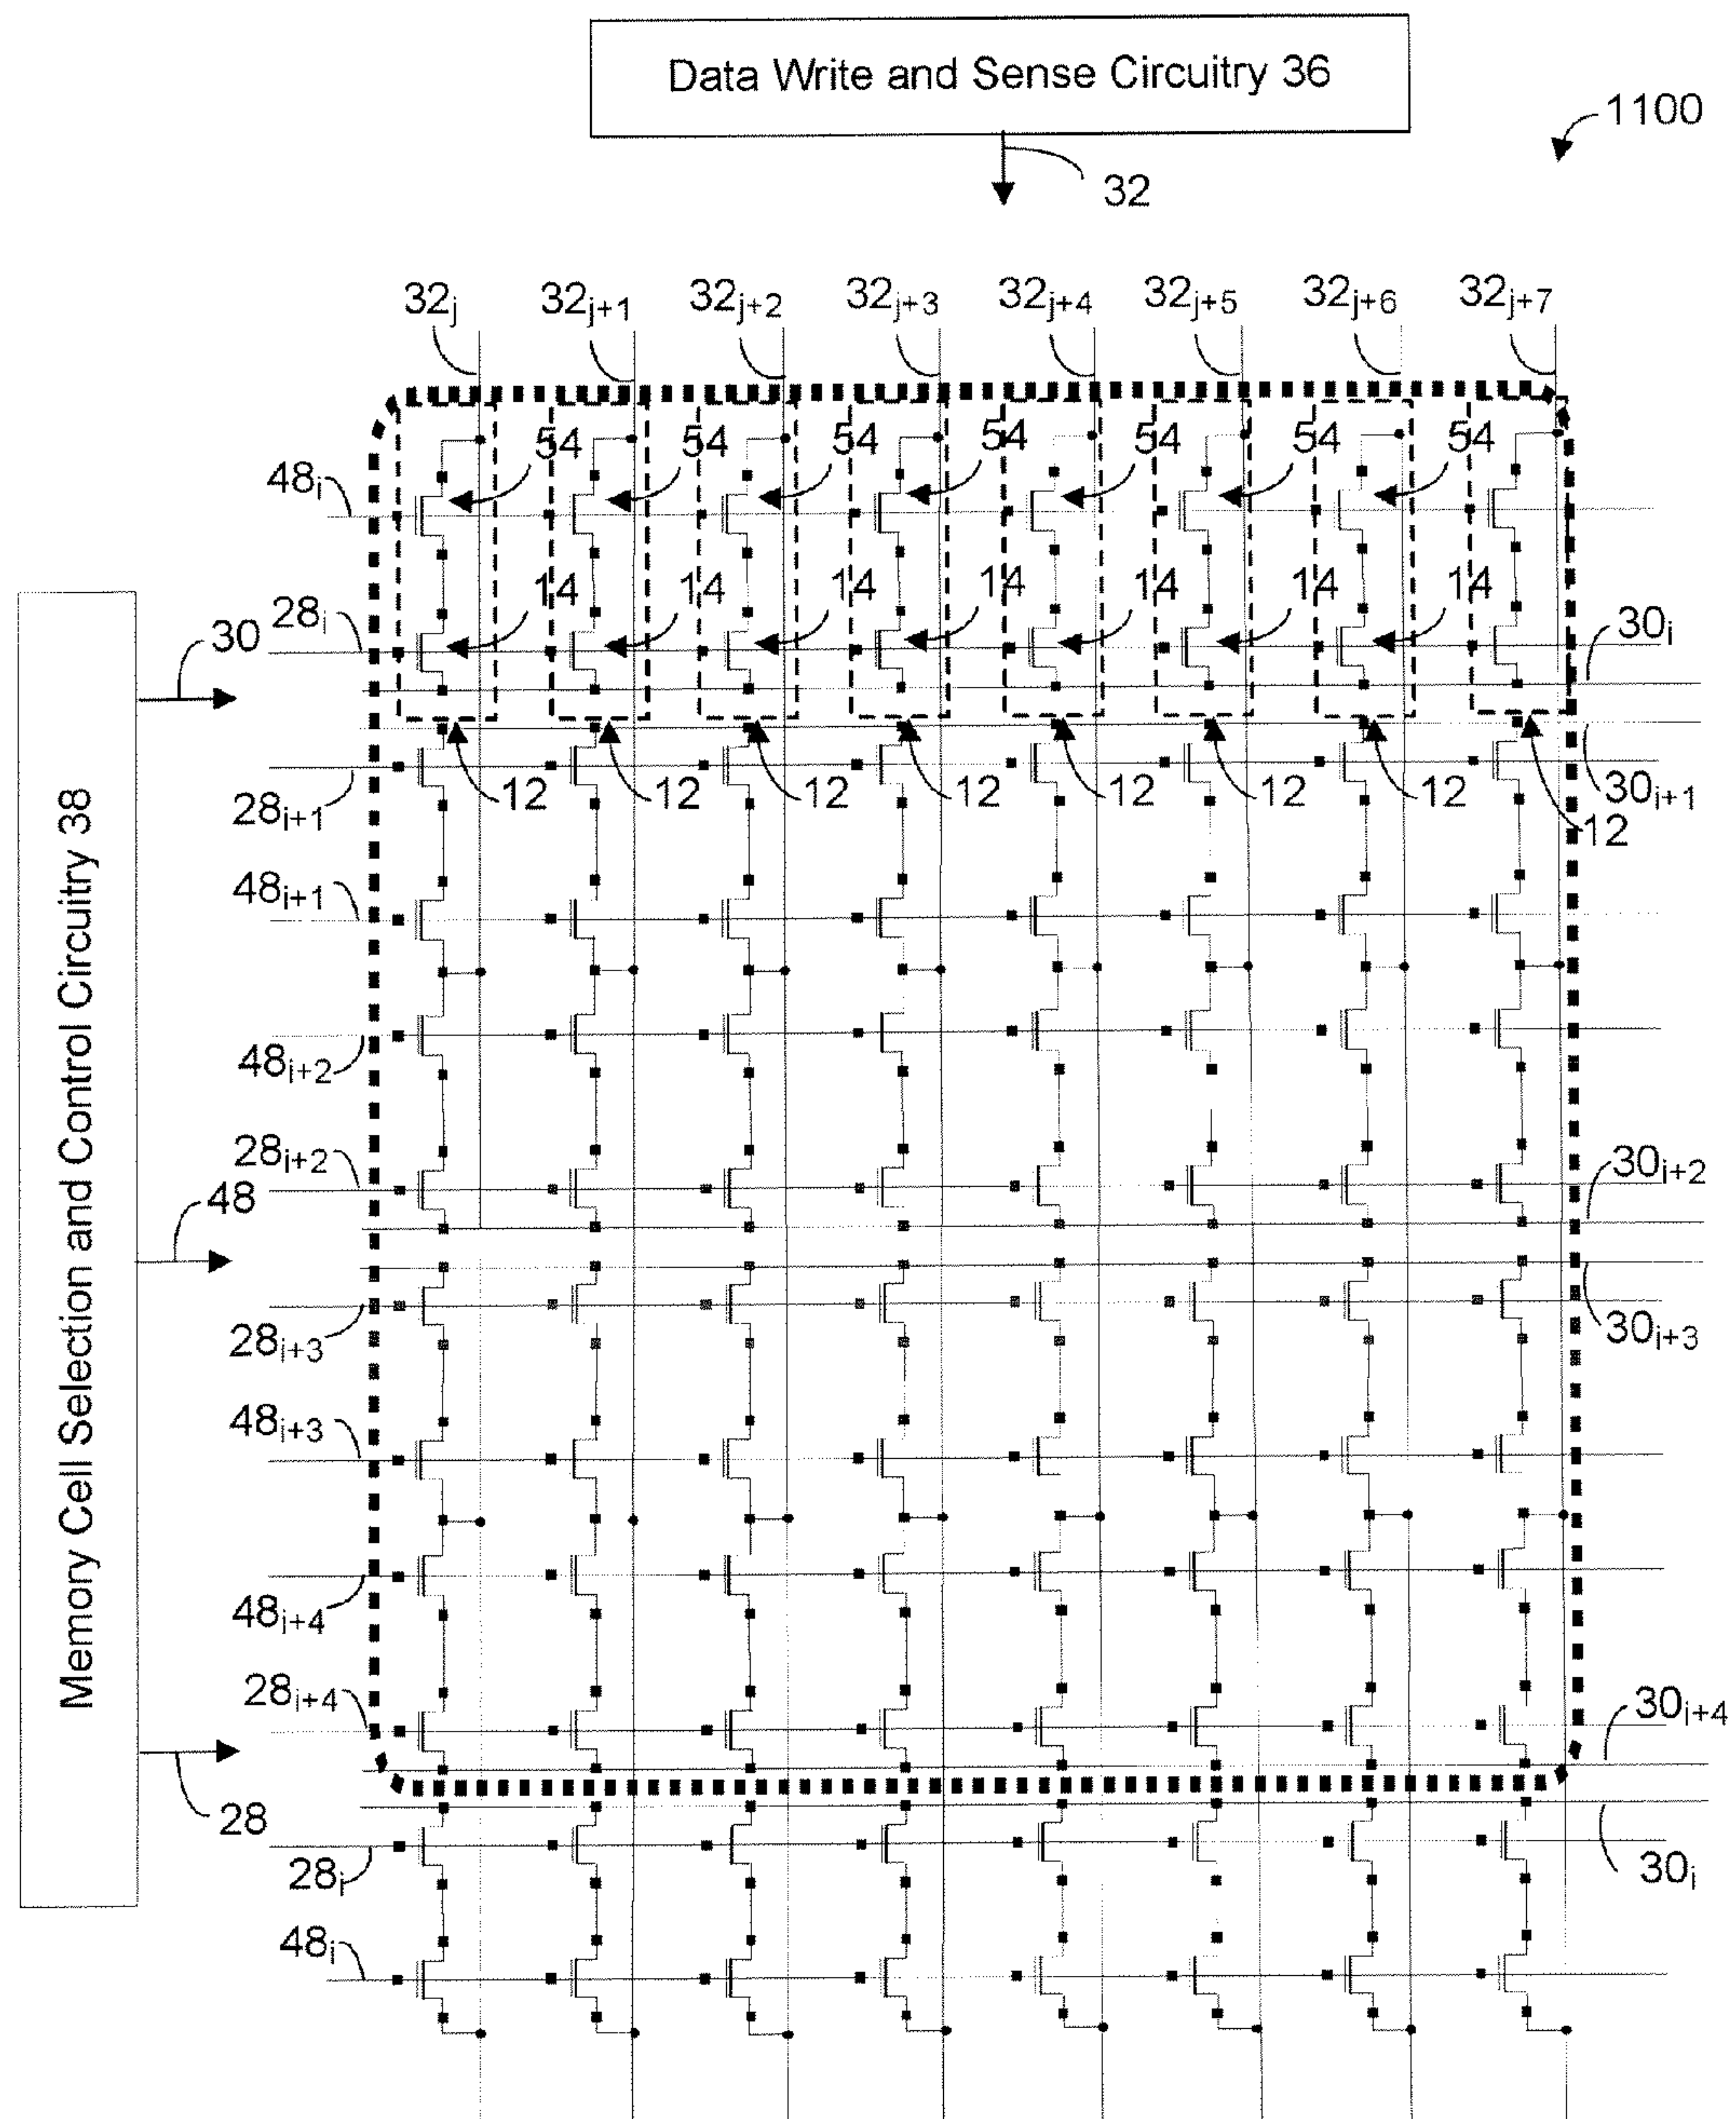 Data Write and Sense Circuitry 36
1100
32
32j 32j+1 32j+2 32j+3 32j+4 32j+5 32j+6 32j+7
54 54 54 54 54 54 54
48i
14 14 14 14 14 14 14
28i
30i
30
12 12 12 12 12 12 12
28i+1
30i+1
12
Memory Cell Selection and Control Circuitry 38
48i+1
48i+2
28i+2
30i+2
48
28i+3
30i+3
48i+3
48i+4
28i+4
30i+4
28
28i
30i
48i